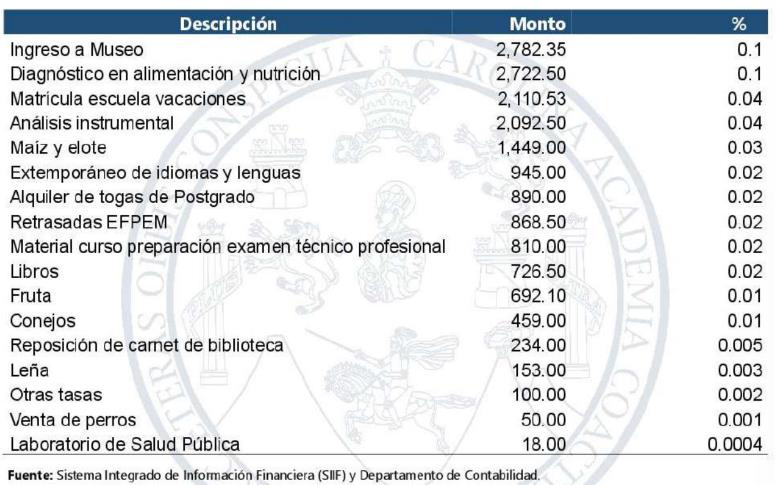 Descripción Monto %
Ingreso a Museo 2,782.35 0.1
Diagnóstico en alimentación y nutrición 2,722.50 0.1
Matrícula escuela vacaciones 2,110.53 0.04
Análisis instrumental 2,092.50 0.04
Maíz y elote 1,449.00 0.03
Extemporáneo de idiomas y lenguas 945.00 0.02
Alquiler de togas de Postgrado 890.00 0.02
Retrasadas EFPEM 868.50 0.02
Material curso preparación examen técnico profesional 810.00 0.02
Libros 726.50 0.02
Fruta 692.10 0.01
Conejos 459.00 0.01
Reposición de carnet de biblioteca 234.00 0.005
Leña 153.00 0.003
Otras tasas 100.00 0.002
Venta de perros 50.00 0.001
Laboratorio de Salud Pública 18.00 0.0004
Fuente: Sistema Integrado de Información Financiera (SIIF) y Departamento de Contabilidad.
CONSPICUA CAROLINA ACADEMIA COACT
ETERAS ORBIS